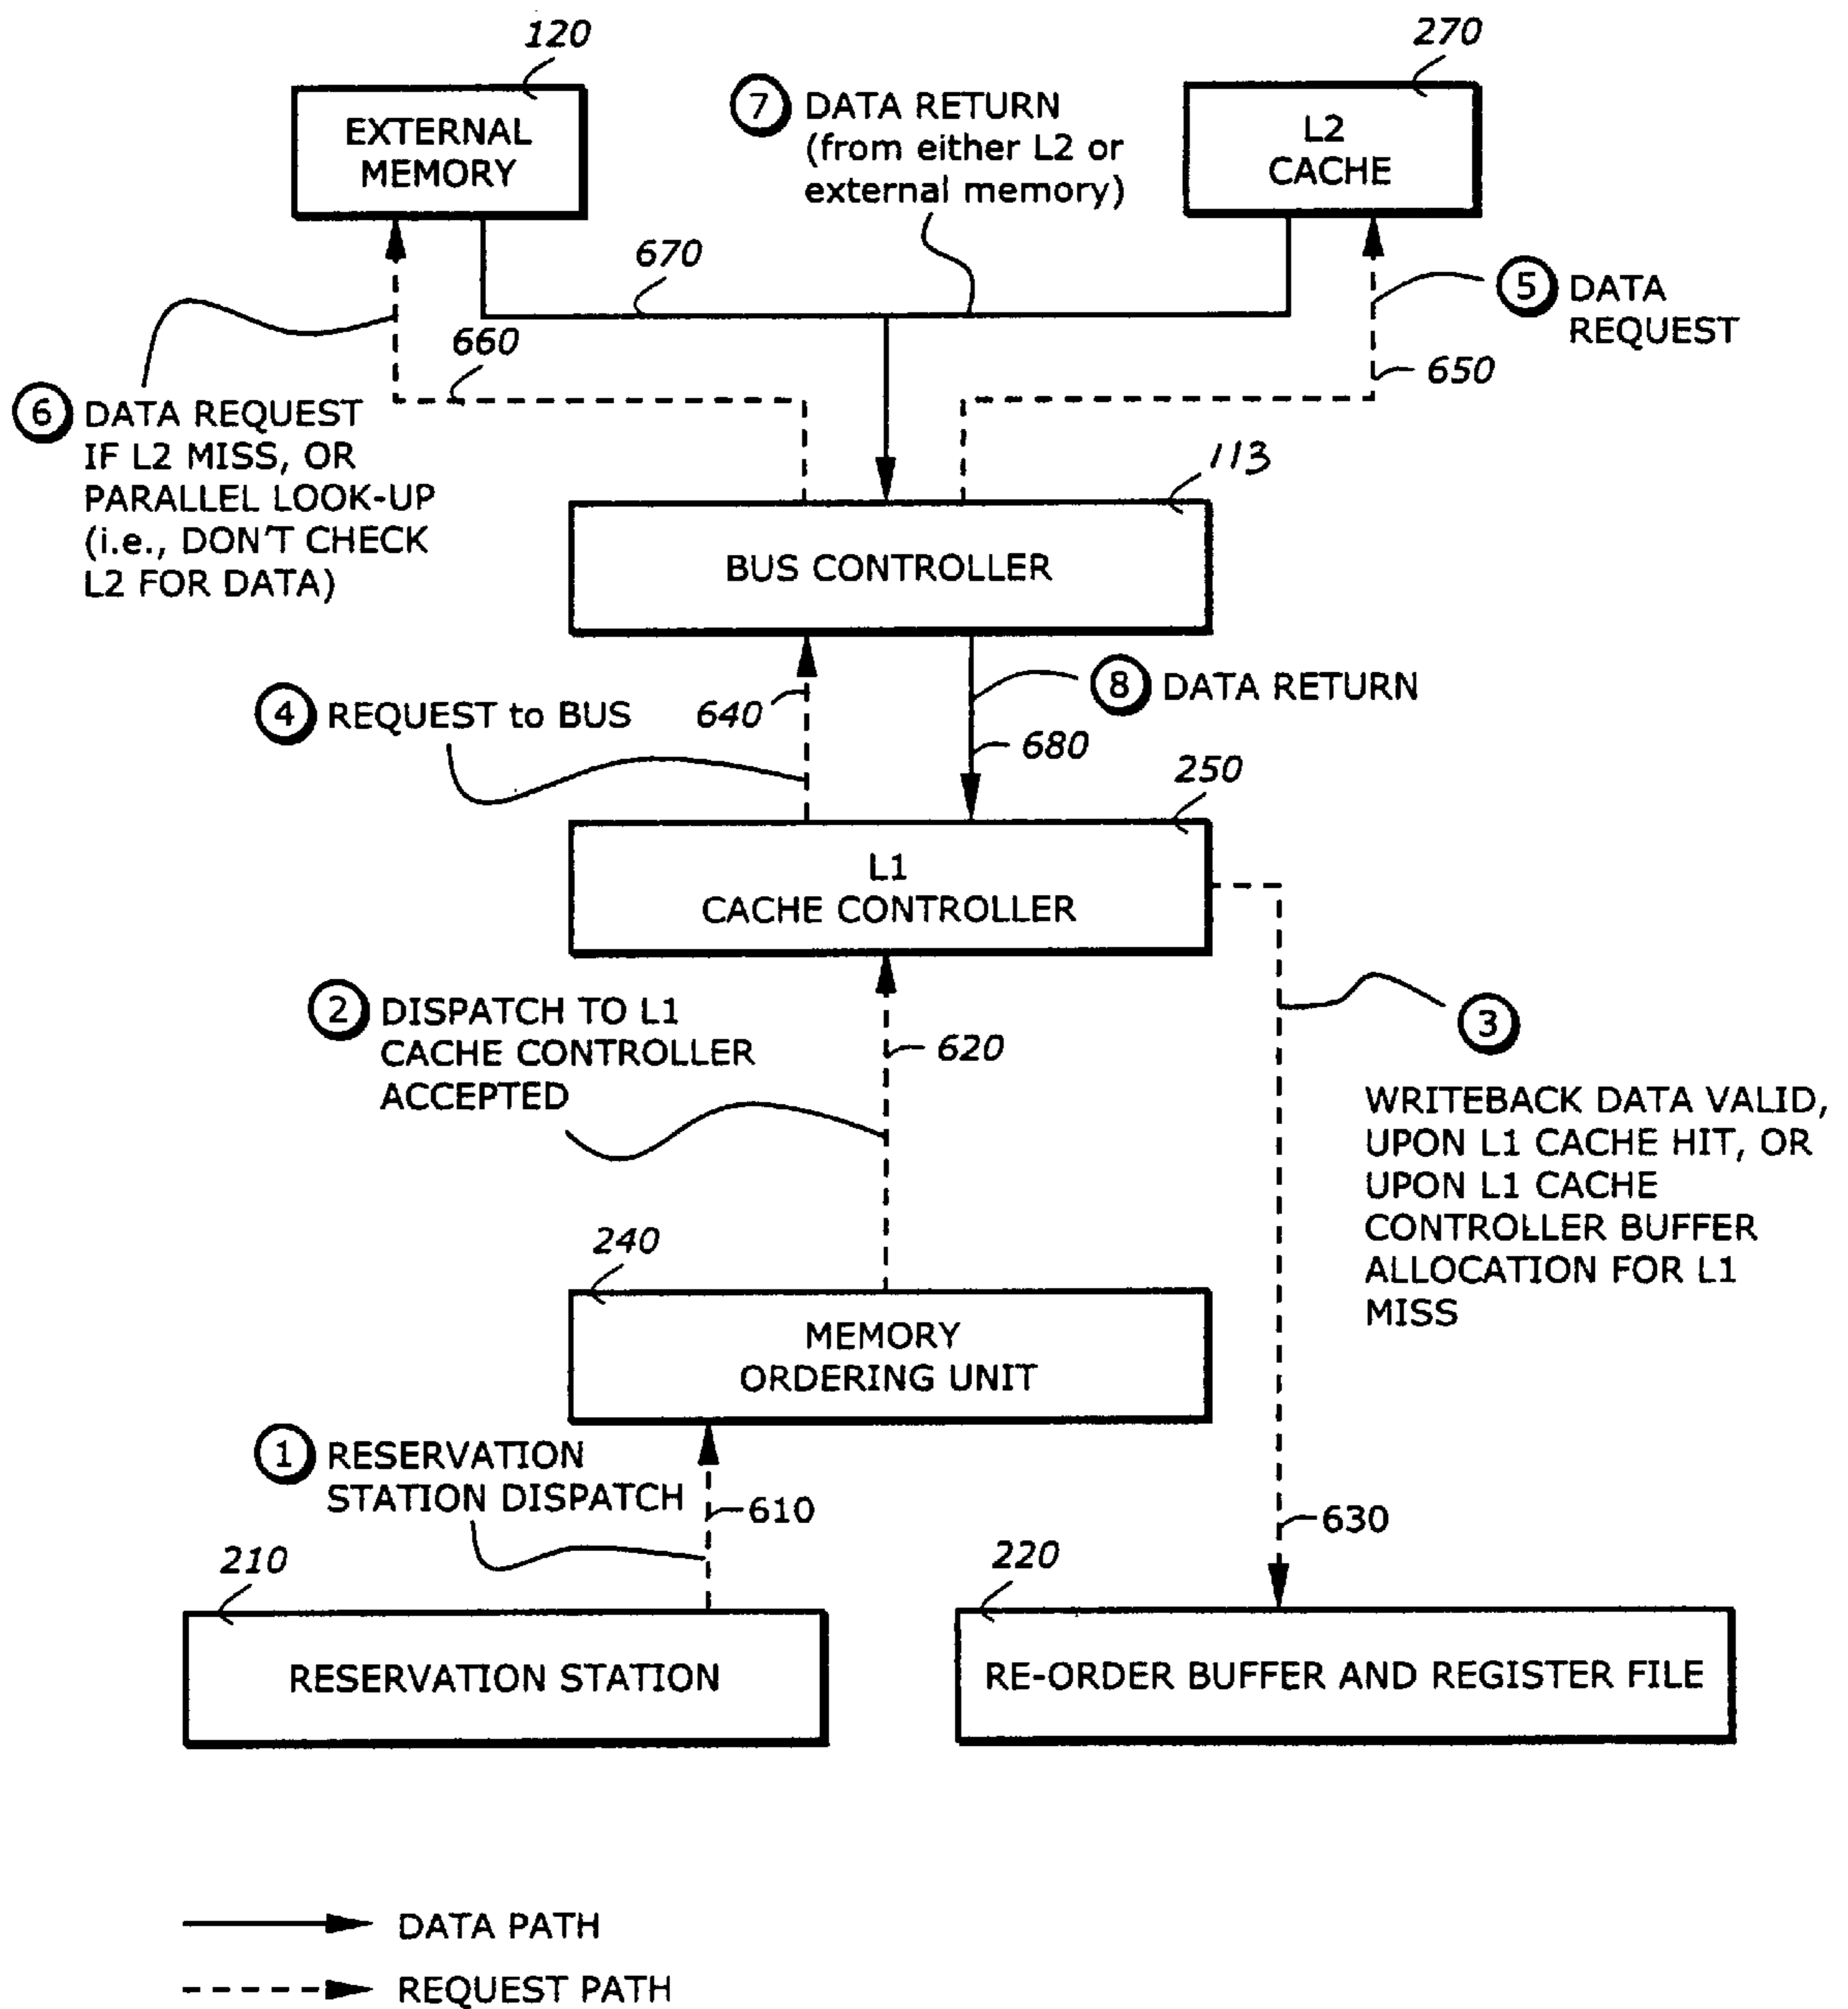 120
EXTERNAL
MEMORY
7 DATA RETURN
(from either L2 or
external memory)
270
L2
CACHE
670
660
5 DATA
REQUEST
650
6 DATA REQUEST
IF L2 MISS, OR
PARALLEL LOOK-UP
(i.e., DON'T CHECK
L2 FOR DATA)
113
BUS CONTROLLER
4 REQUEST to BUS
640
8 DATA RETURN
680
250
L1
CACHE CONTROLLER
2 DISPATCH TO L1
CACHE CONTROLLER
ACCEPTED
620
3
WRITEBACK DATA VALID,
UPON L1 CACHE HIT, OR
UPON L1 CACHE
CONTROLLER BUFFER
ALLOCATION FOR L1
MISS
240
MEMORY
ORDERING UNIT
1 RESERVATION
STATION DISPATCH
610
630
210
RESERVATION STATION
220
RE-ORDER BUFFER AND REGISTER FILE
DATA PATH
REQUEST PATH